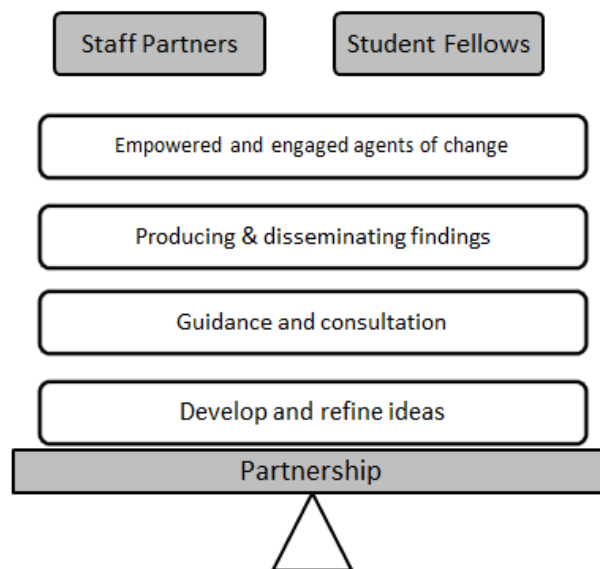 Staff Partners
Student Fellows
Empowered and engaged agents of change
Producing & disseminating findings
Guidance and consultation
Develop and refine ideas
Partnership